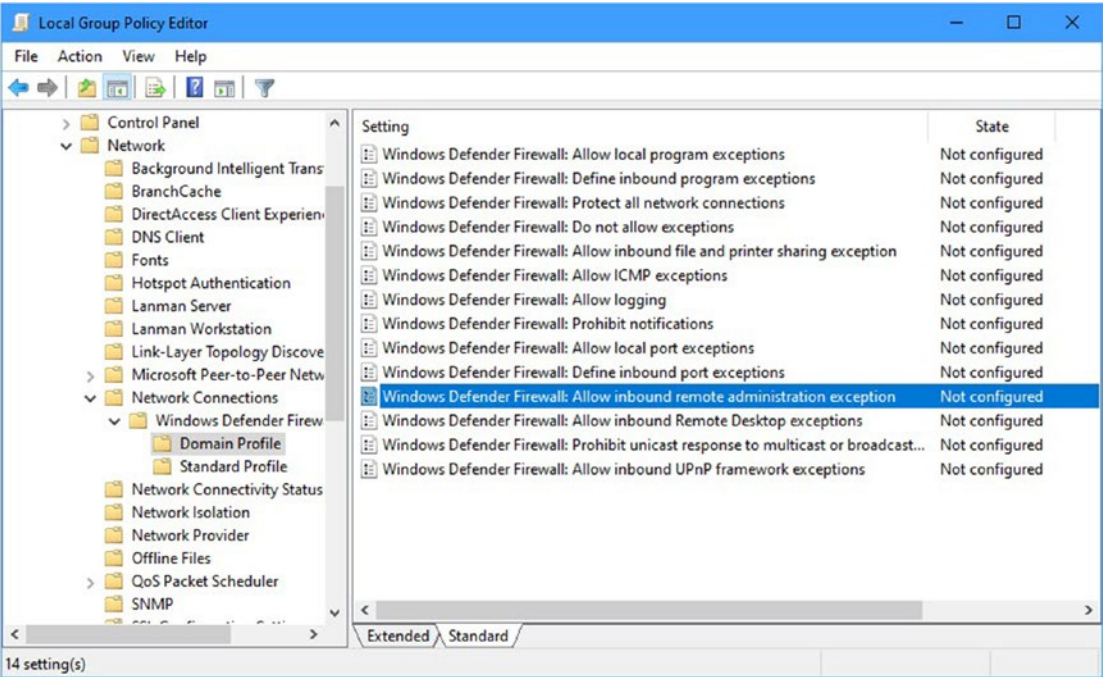 Local Group Policy Editor
File Action View Help
Control Panel
Network
Background Intelligent Trans
BranchCache
DirectAccess Client Experien
DNS Client
Fonts
Hotspot Authentication
Lanman Server
Lanman Workstation
Link-Layer Topology Discove
Microsoft Peer-to-Peer Netw
Network Connections
Windows Defender Firew
Domain Profile
Standard Profile
Network Connectivity Status
Network Isolation
Network Provider
Offline Files
QoS Packet Scheduler
SNMP
Setting State
Windows Defender Firewall: Allow local program exceptions Not configured
Windows Defender Firewall: Define inbound program exceptions Not configured
Windows Defender Firewall: Protect all network connections Not configured
Windows Defender Firewall: Do not allow exceptions Not configured
Windows Defender Firewall: Allow inbound file and printer sharing exception Not configured
Windows Defender Firewall: Allow ICMP exceptions Not configured
Windows Defender Firewall: Allow logging Not configured
Windows Defender Firewall: Prohibit notifications Not configured
Windows Defender Firewall: Allow local port exceptions Not configured
Windows Defender Firewall: Define inbound port exceptions Not configured
Windows Defender Firewall: Allow inbound remote administration exception Not configured
Windows Defender Firewall: Allow inbound Remote Desktop exceptions Not configured
Windows Defender Firewall: Prohibit unicast response to multicast or broadcast... Not configured
Windows Defender Firewall: Allow inbound UPnP framework exceptions Not configured
Extended Standard
14 setting(s)